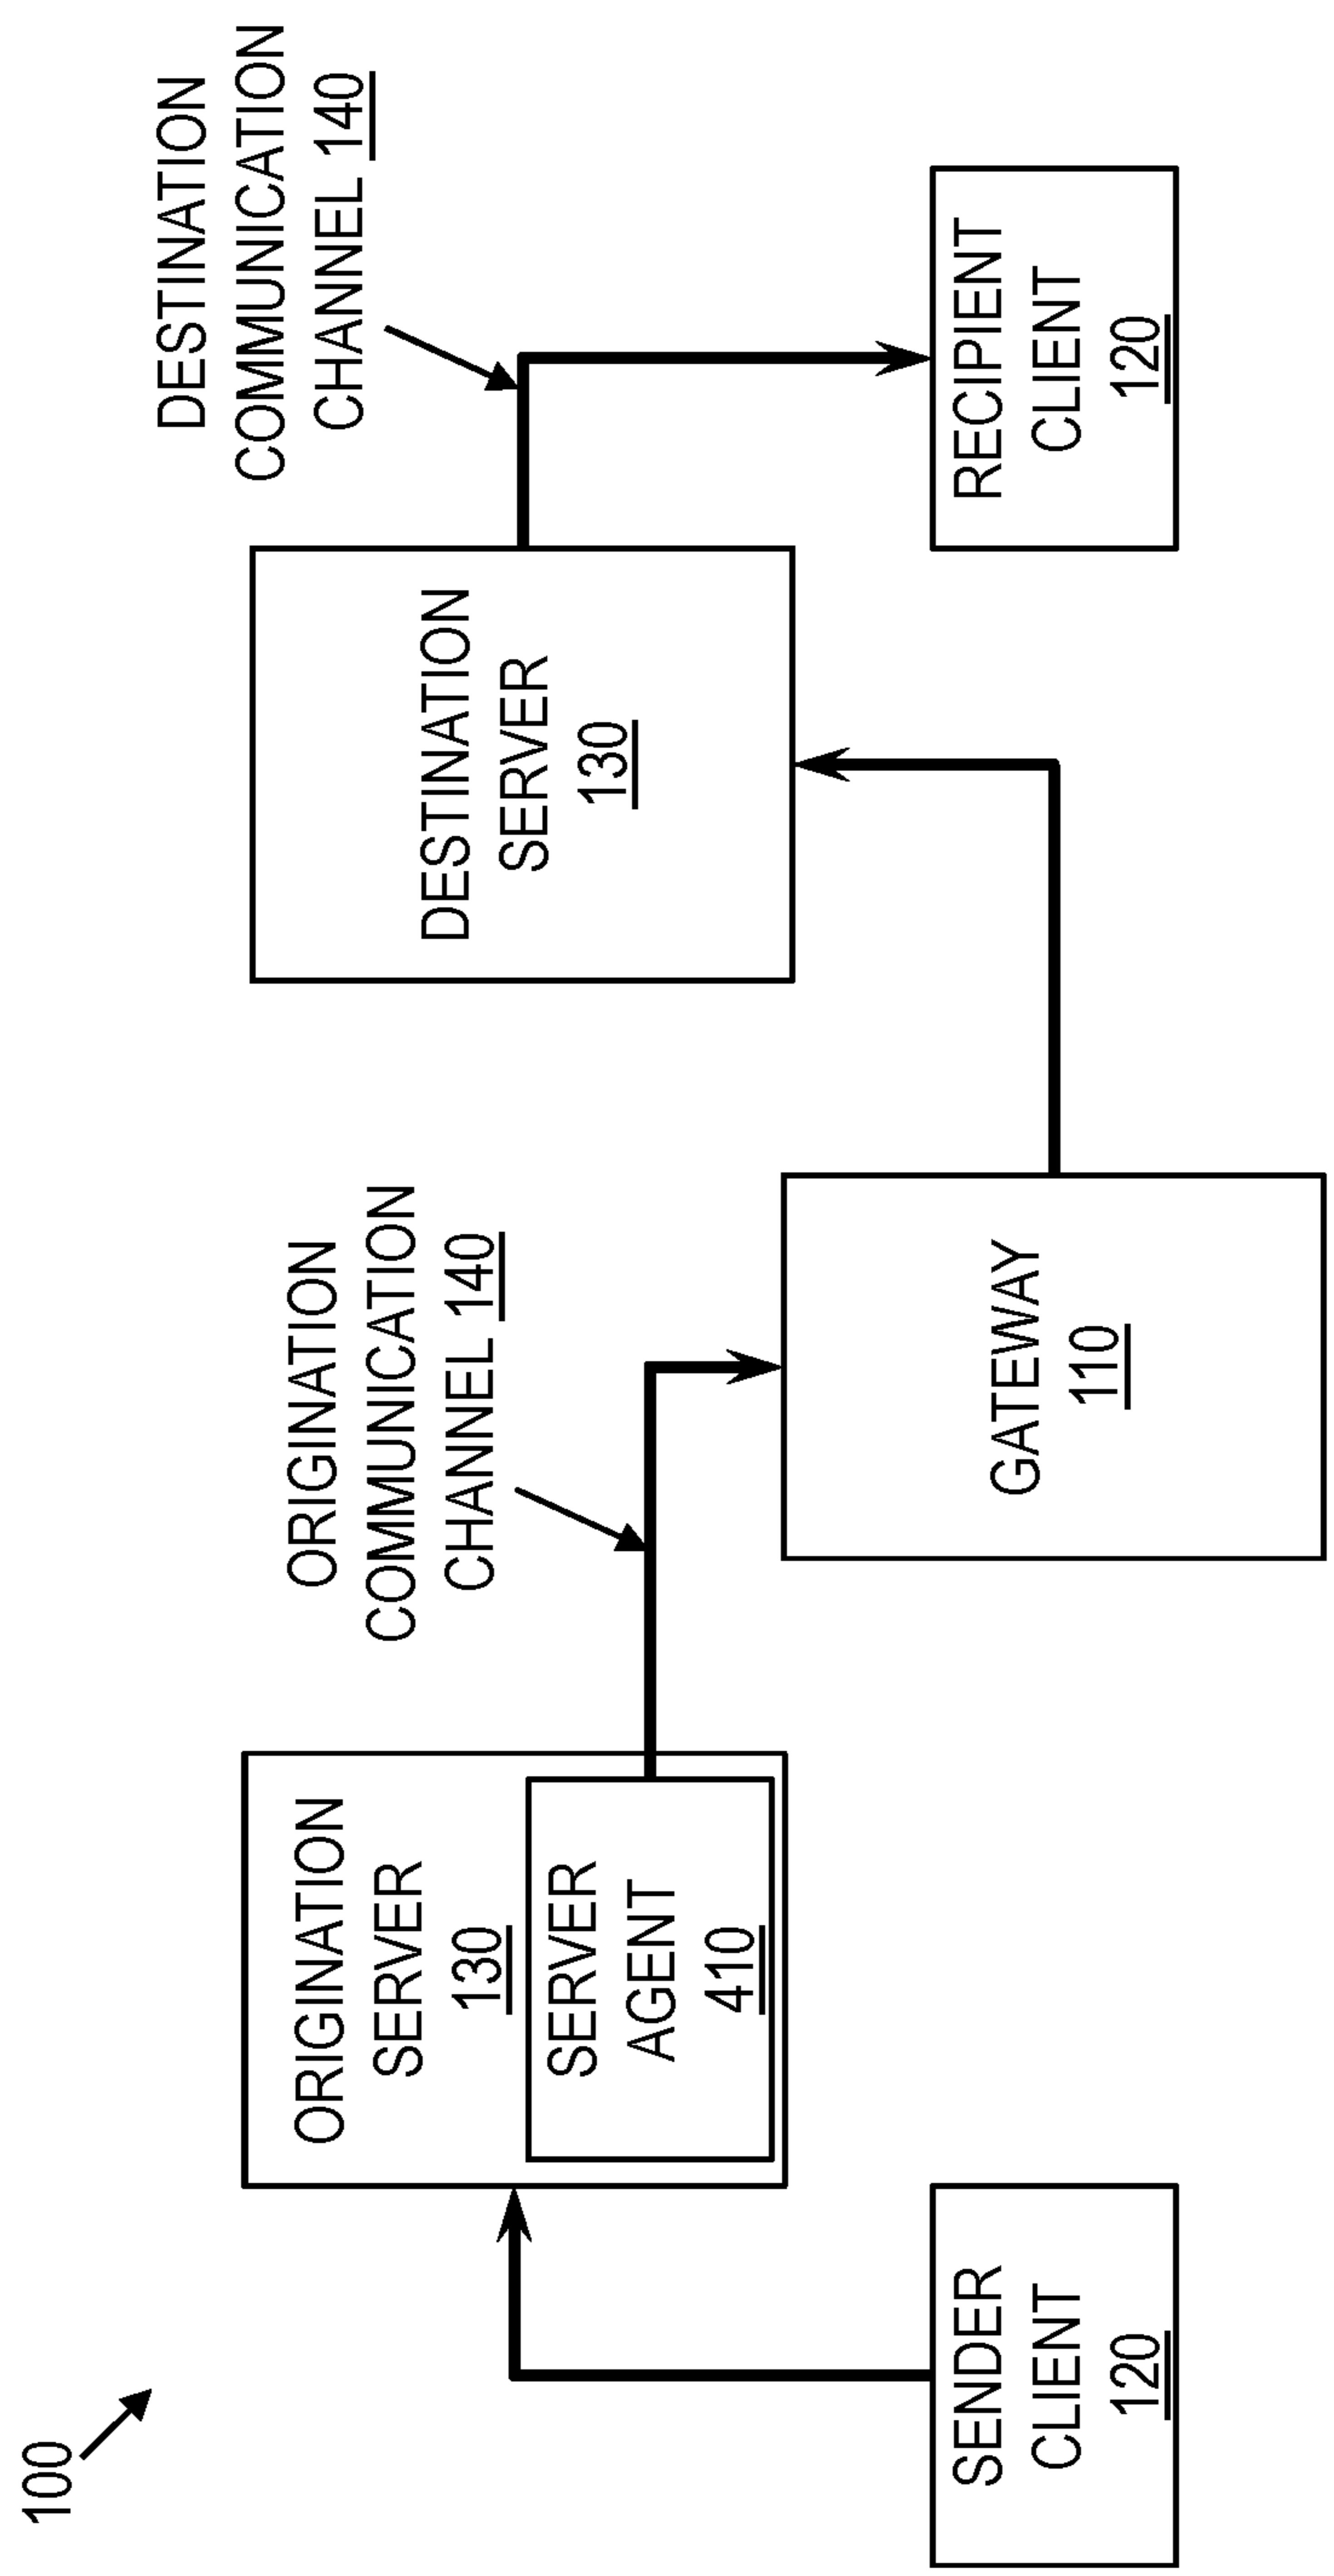 100
SENDER
CLIENT
120
ORIGINATION
SERVER
130
SERVER
AGENT
410
ORIGINATION
COMMUNICATION
CHANNEL 140
GATEWAY
110
DESTINATION
SERVER
130
DESTINATION
COMMUNICATION
CHANNEL 140
RECIPIENT
CLIENT
120